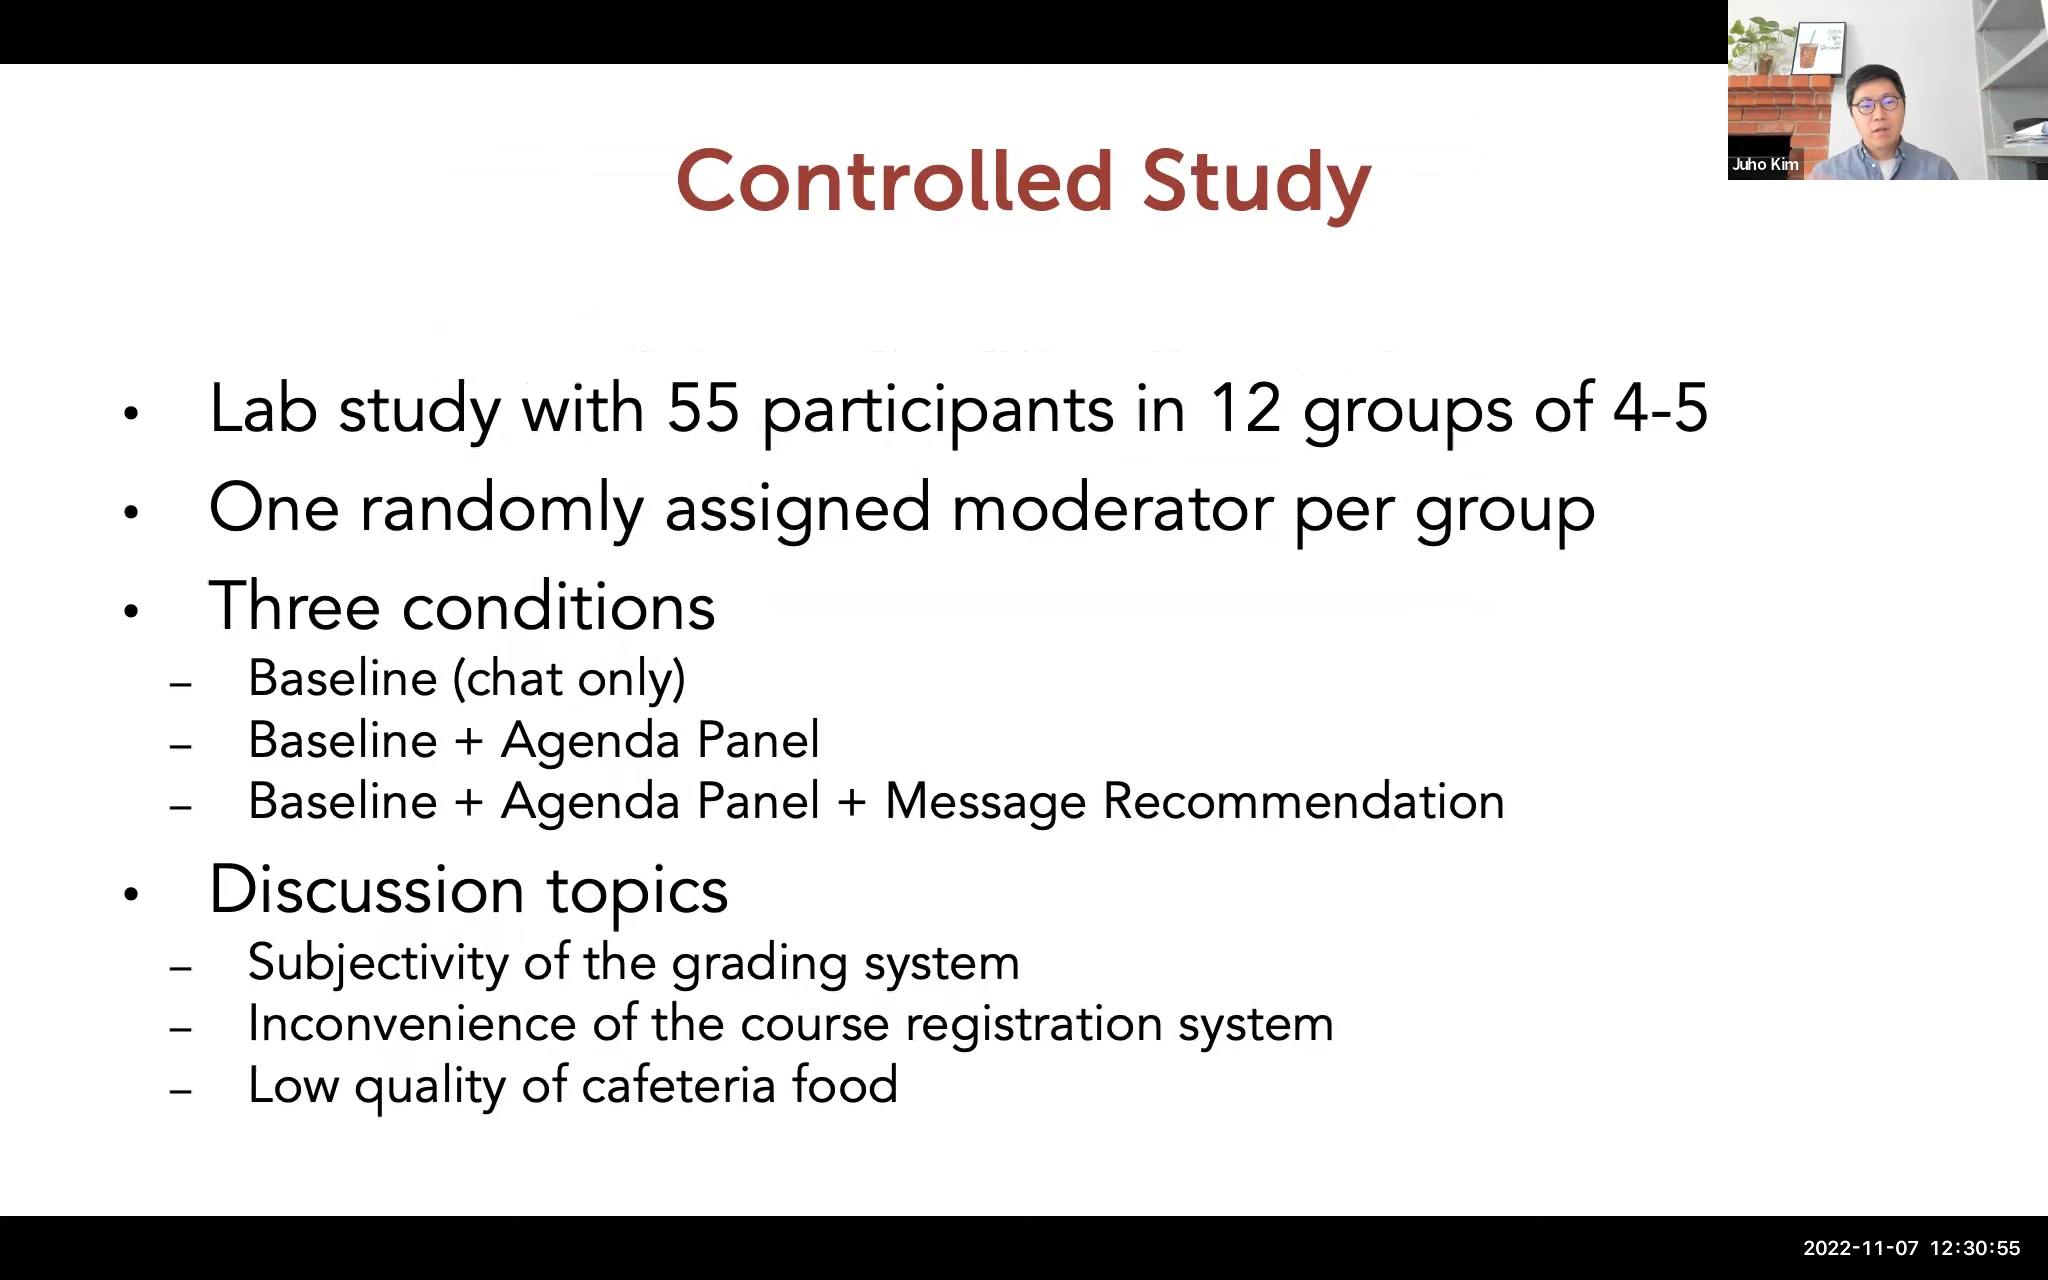 Juho Kim
Controlled Study
• Lab study with 55 participants in 12 groups of 4-5
• One randomly assigned moderator per group
• Three conditions
– Baseline (chat only)
– Baseline + Agenda Panel
– Baseline + Agenda Panel + Message Recommendation
• Discussion topics
– Subjectivity of the grading system
– Inconvenience of the course registration system
– Low quality of cafeteria food
2022-11-07 12:30:55